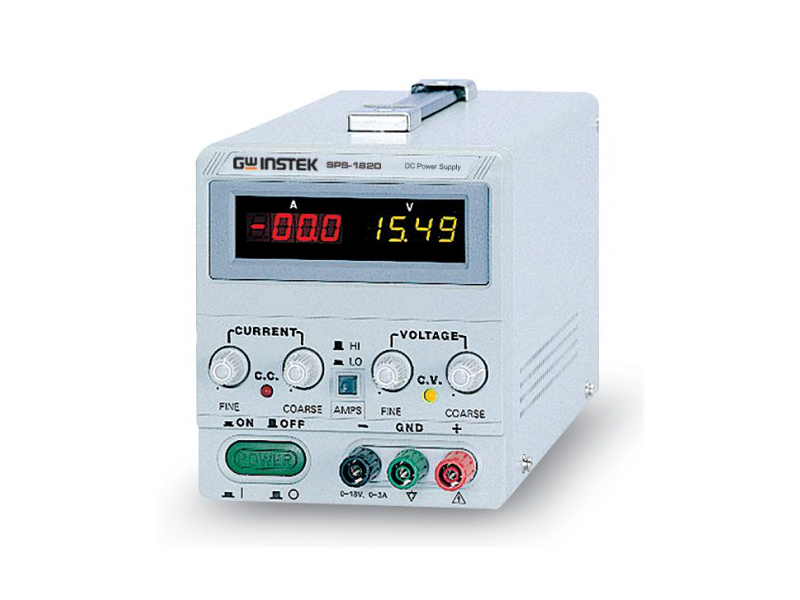 GW INSTEK SPS-1820 DC Power Supply
A V
-00.0 15.49
CURRENT VOLTAGE
HI
LO
C.C. C.V.
FINE COARSE AMPS FINE COARSE
ON OFF - GND +
POWER
0~18V, 0~3A